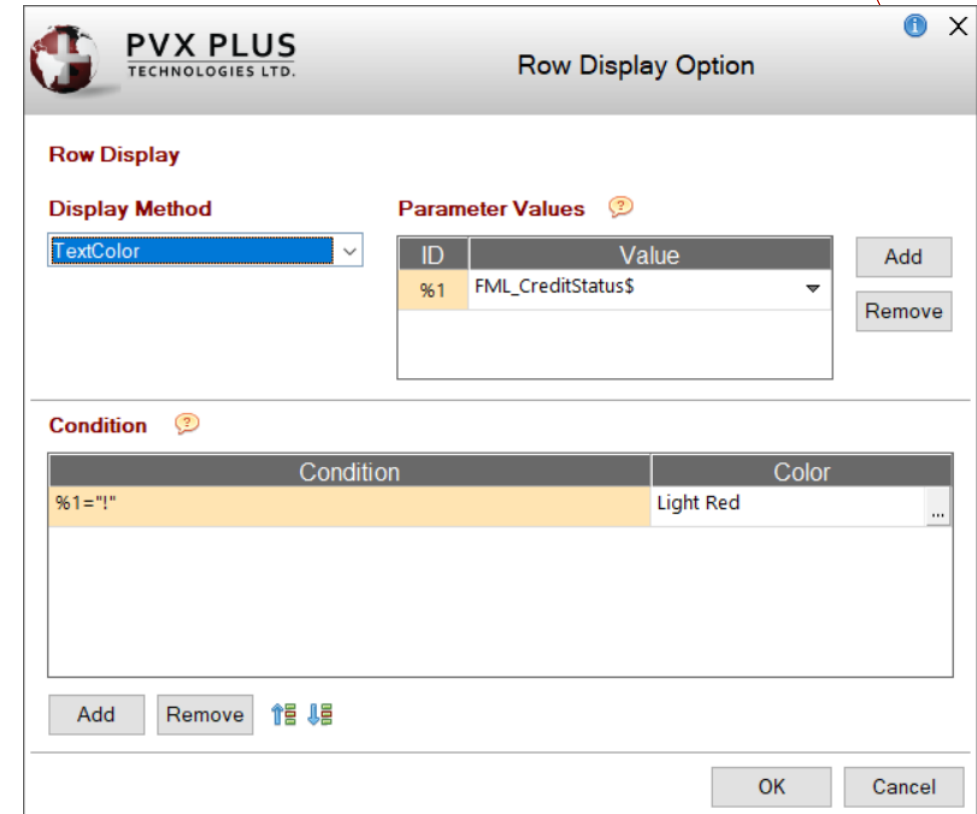 PVX PLUS
TECHNOLOGIES LTD.
Row Display Option
Row Display
Display Method
Parameter Values
TextColor
ID Value
%1 FML_CreditStatus$
Add
Remove
Condition
Condition Color
%1="!" Light Red ...
Add Remove
OK Cancel